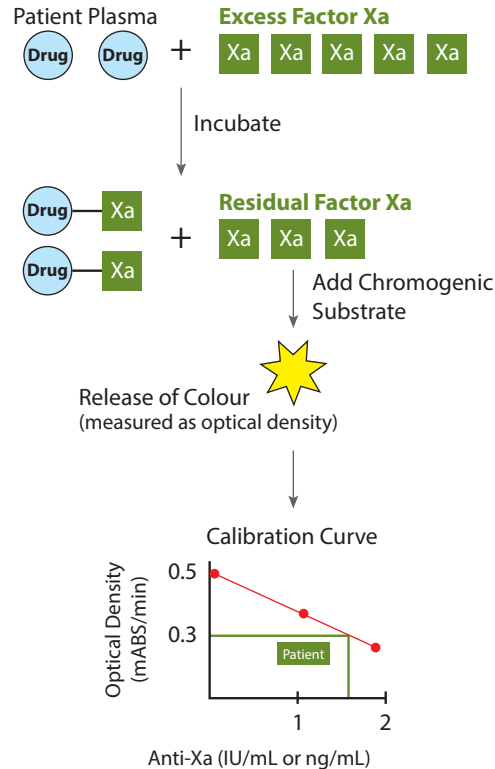 Patient Plasma
Excess Factor Xa
Drug Drug + Xa Xa Xa Xa Xa
Incubate
Residual Factor Xa
Drug Xa
+ Xa Xa Xa
Drug Xa
Add Chromogenic
Substrate
Release of Colour
(measured as optical density)
Calibration Curve
Optical Density
(mABS/min)
0.5
0.3
Patient
1 2
Anti-Xa (IU/mL or ng/mL)